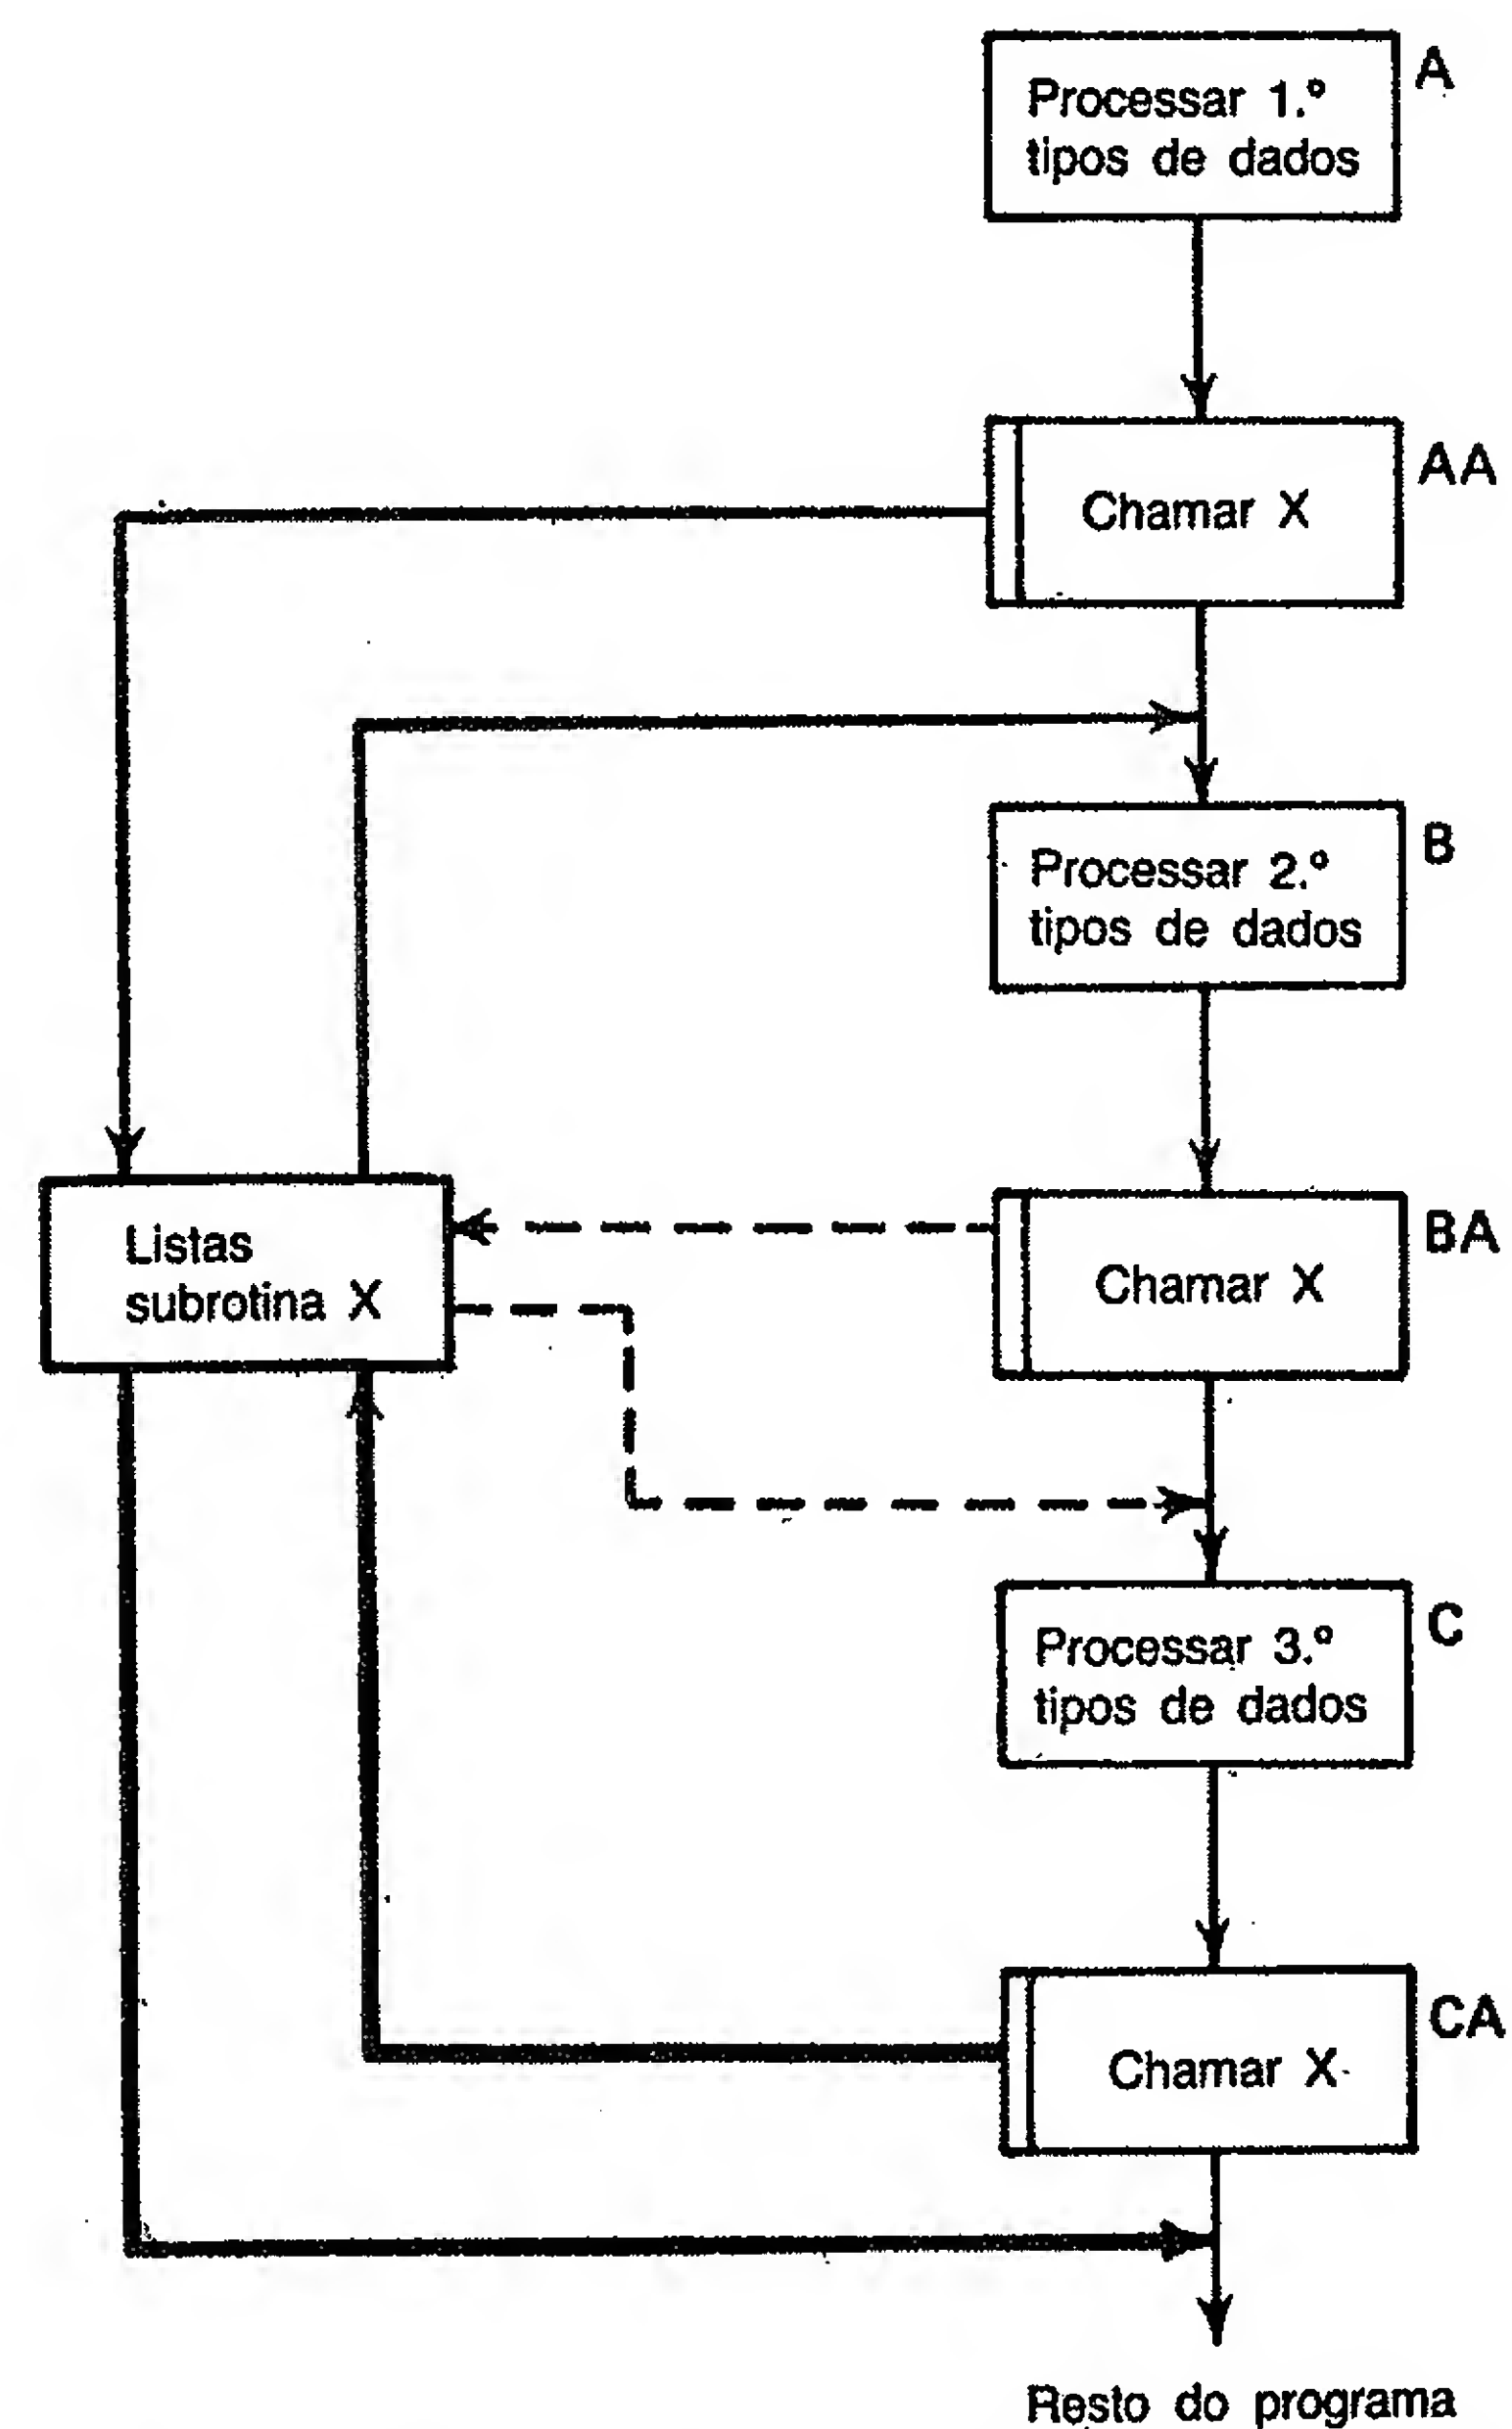 Processar 1.º
tipos de dados
A
Chamar X
AA
Processar 2.º
tipos de dados
B
Listas
subrotina X
Chamar X
BA
Processar 3.º
tipos de dados
C
Chamar X
CA
Resto do programa